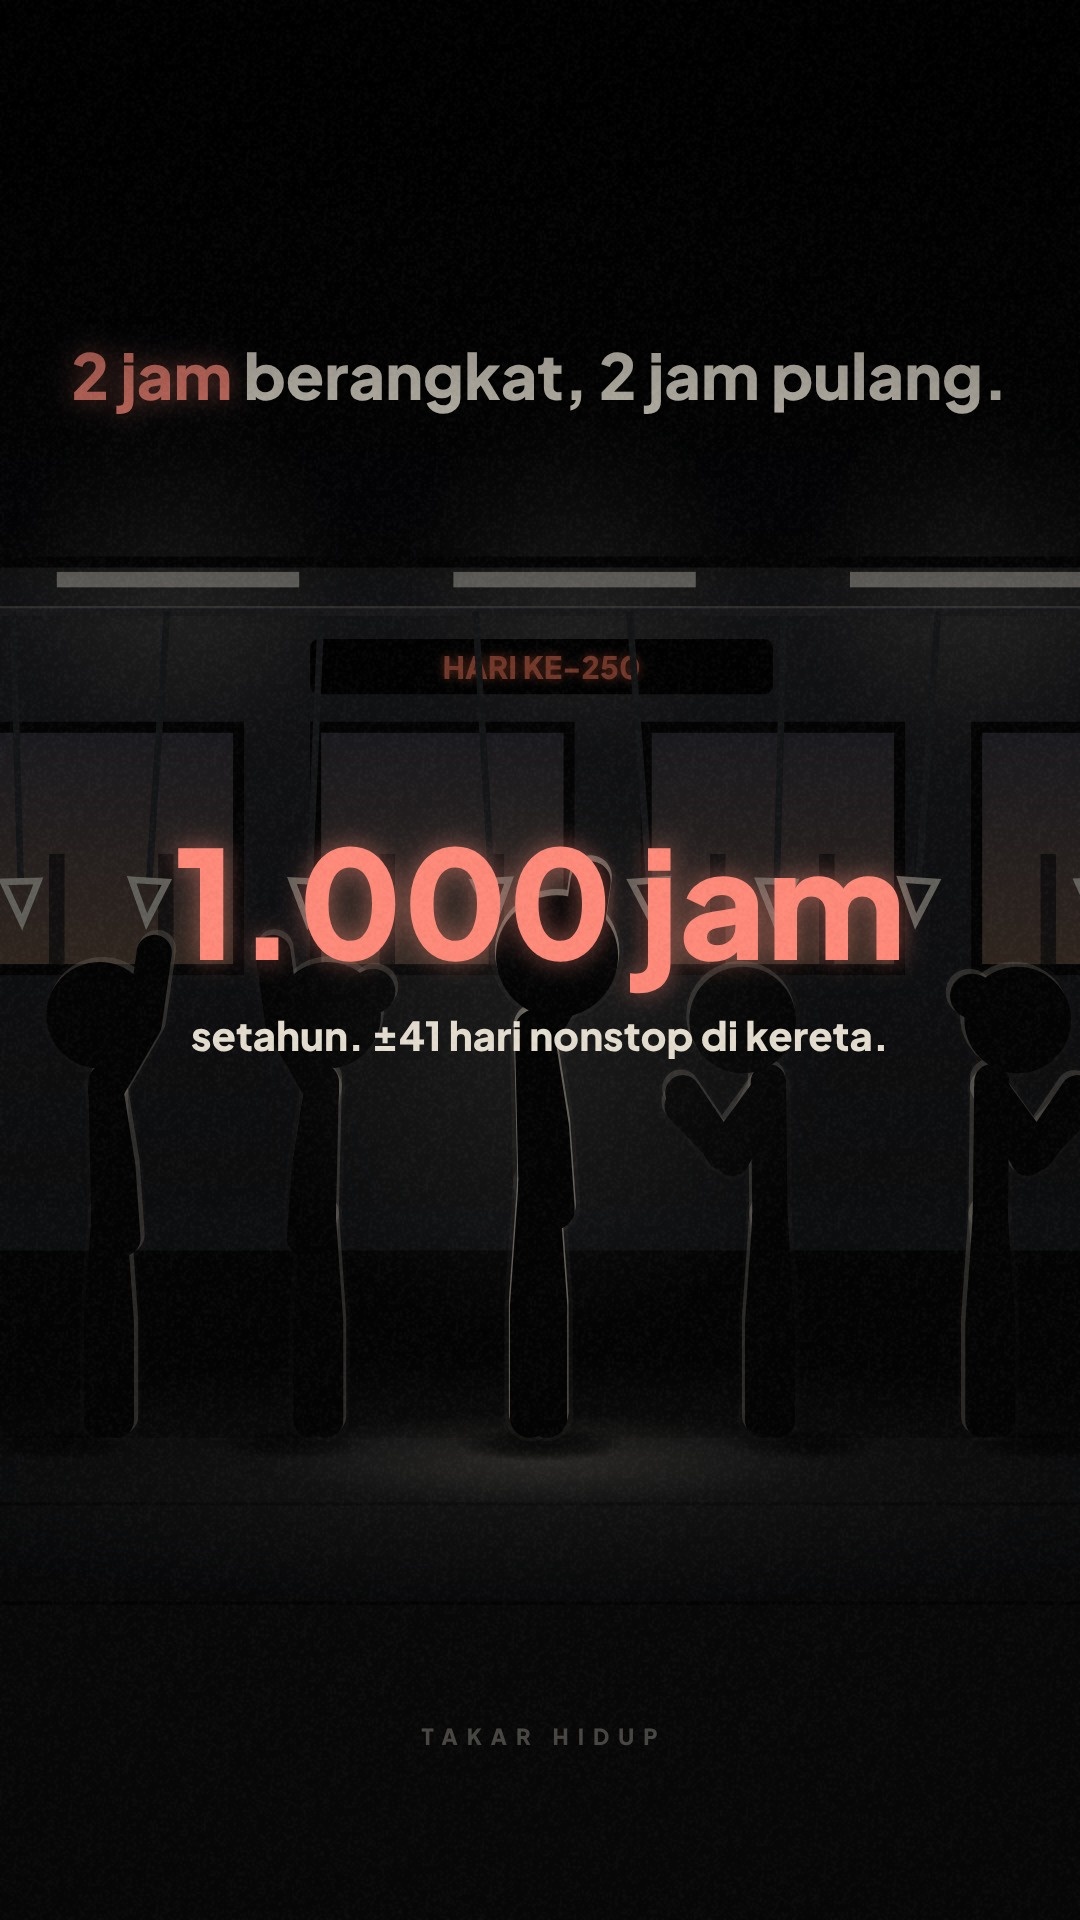 2 jam berangkat, 2 jam pulang.
HARI KE-250
1.000 jam
setahun. ±41 hari nonstop di kereta.
TAKAR HIDUP